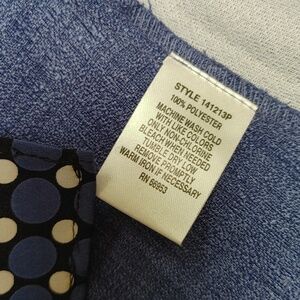 STYLE 141213P
100% POLYESTER
MACHINE WASH COLD
WITH LIKE COLORS
ONLY NON-CHLORINE
BLEACH WHEN NEEDED
TUMBLE DRY LOW
REMOVE PROMPTLY
WARM IRON IF NECESSARY
RN 66953